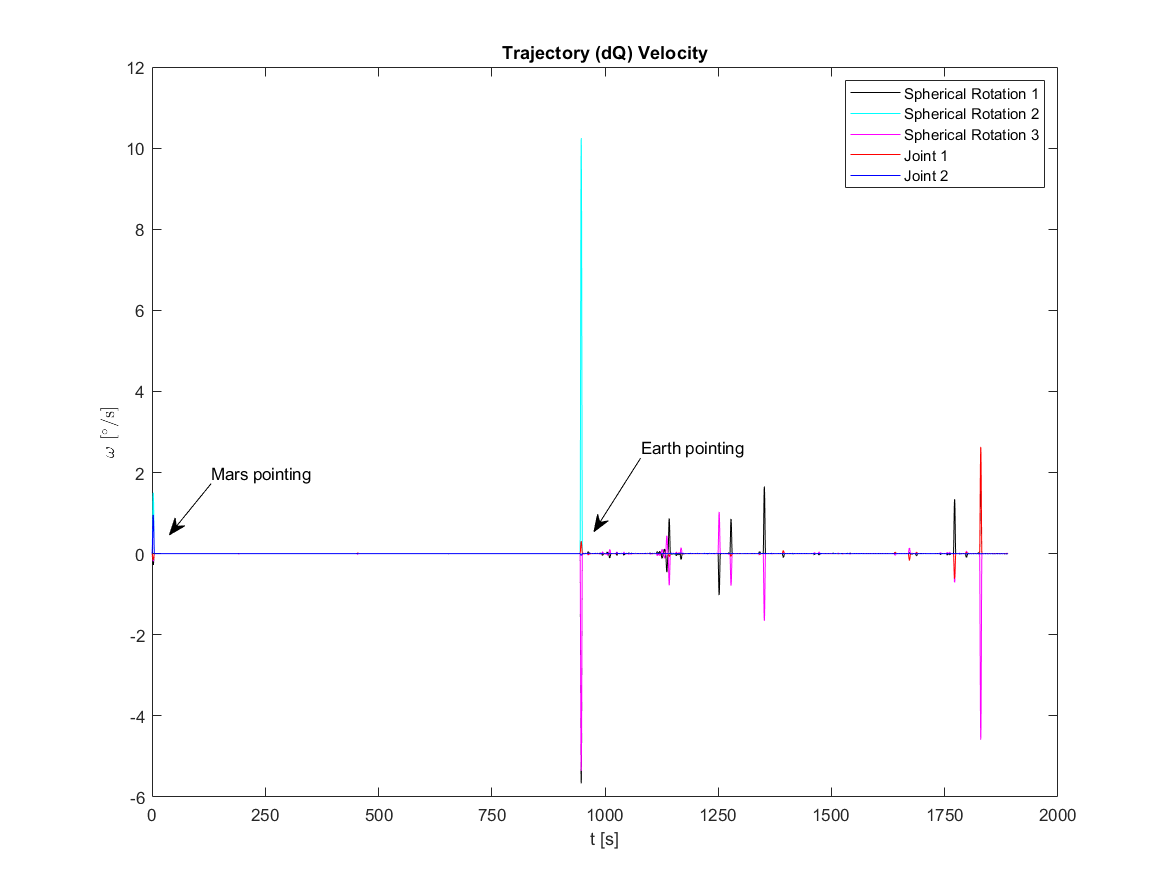 Trajectory (dQ) Velocity
12
10
8
6
4
2
0
-2
-4
-6
ω [°/s]
Spherical Rotation 1
Spherical Rotation 2
Spherical Rotation 3
Joint 1
Joint 2
Mars pointing
Earth pointing
0 250 500 750 1000 1250 1500 1750 2000
t [s]